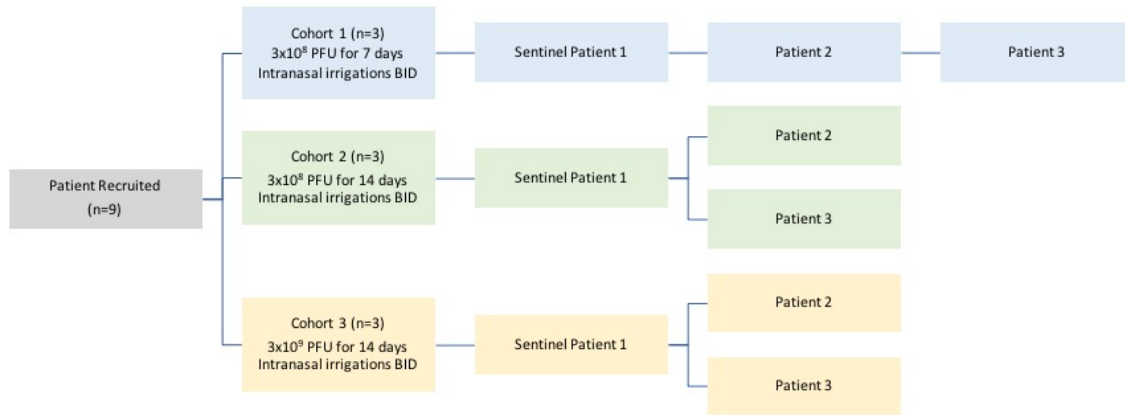 Patient Recruited
(n=9)
Cohort 1 (n=3)
3x10⁸ PFU for 7 days
Intranasal irrigations BID
Sentinel Patient 1
Patient 2
Patient 3
Cohort 2 (n=3)
3x10⁸ PFU for 14 days
Intranasal irrigations BID
Sentinel Patient 1
Patient 2
Patient 3
Cohort 3 (n=3)
3x10⁹ PFU for 14 days
Intranasal irrigations BID
Sentinel Patient 1
Patient 2
Patient 3